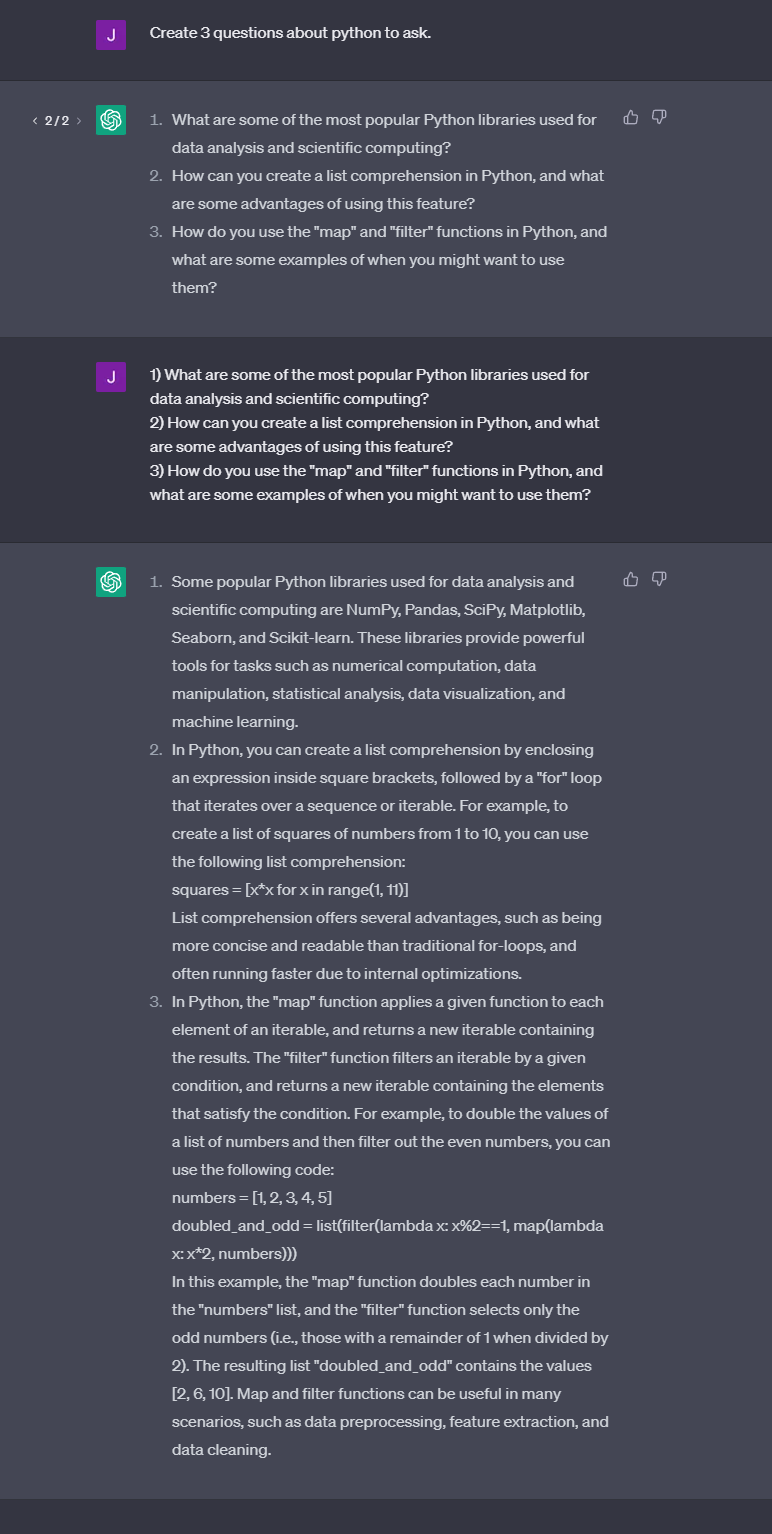 J
Create 3 questions about python to ask.
< 2 / 2 >
1. What are some of the most popular Python libraries used for
data analysis and scientific computing?
2. How can you create a list comprehension in Python, and what
are some advantages of using this feature?
3. How do you use the "map" and "filter" functions in Python, and
what are some examples of when you might want to use
them?
J
1) What are some of the most popular Python libraries used for
data analysis and scientific computing?
2) How can you create a list comprehension in Python, and what
are some advantages of using this feature?
3) How do you use the "map" and "filter" functions in Python, and
what are some examples of when you might want to use them?
1. Some popular Python libraries used for data analysis and
scientific computing are NumPy, Pandas, SciPy, Matplotlib,
Seaborn, and Scikit-learn. These libraries provide powerful
tools for tasks such as numerical computation, data
manipulation, statistical analysis, data visualization, and
machine learning.
2. In Python, you can create a list comprehension by enclosing
an expression inside square brackets, followed by a "for" loop
that iterates over a sequence or iterable. For example, to
create a list of squares of numbers from 1 to 10, you can use
the following list comprehension:
squares = [x*x for x in range(1, 11)]
List comprehension offers several advantages, such as being
more concise and readable than traditional for-loops, and
often running faster due to internal optimizations.
3. In Python, the "map" function applies a given function to each
element of an iterable, and returns a new iterable containing
the results. The "filter" function filters an iterable by a given
condition, and returns a new iterable containing the elements
that satisfy the condition. For example, to double the values of
a list of numbers and then filter out the even numbers, you can
use the following code:
numbers = [1, 2, 3, 4, 5]
doubled_and_odd = list(filter(lambda x: x%2==1, map(lambda
x: x*2, numbers)))
In this example, the "map" function doubles each number in
the "numbers" list, and the "filter" function selects only the
odd numbers (i.e., those with a remainder of 1 when divided by
2). The resulting list "doubled_and_odd" contains the values
[2, 6, 10]. Map and filter functions can be useful in many
scenarios, such as data preprocessing, feature extraction, and
data cleaning.